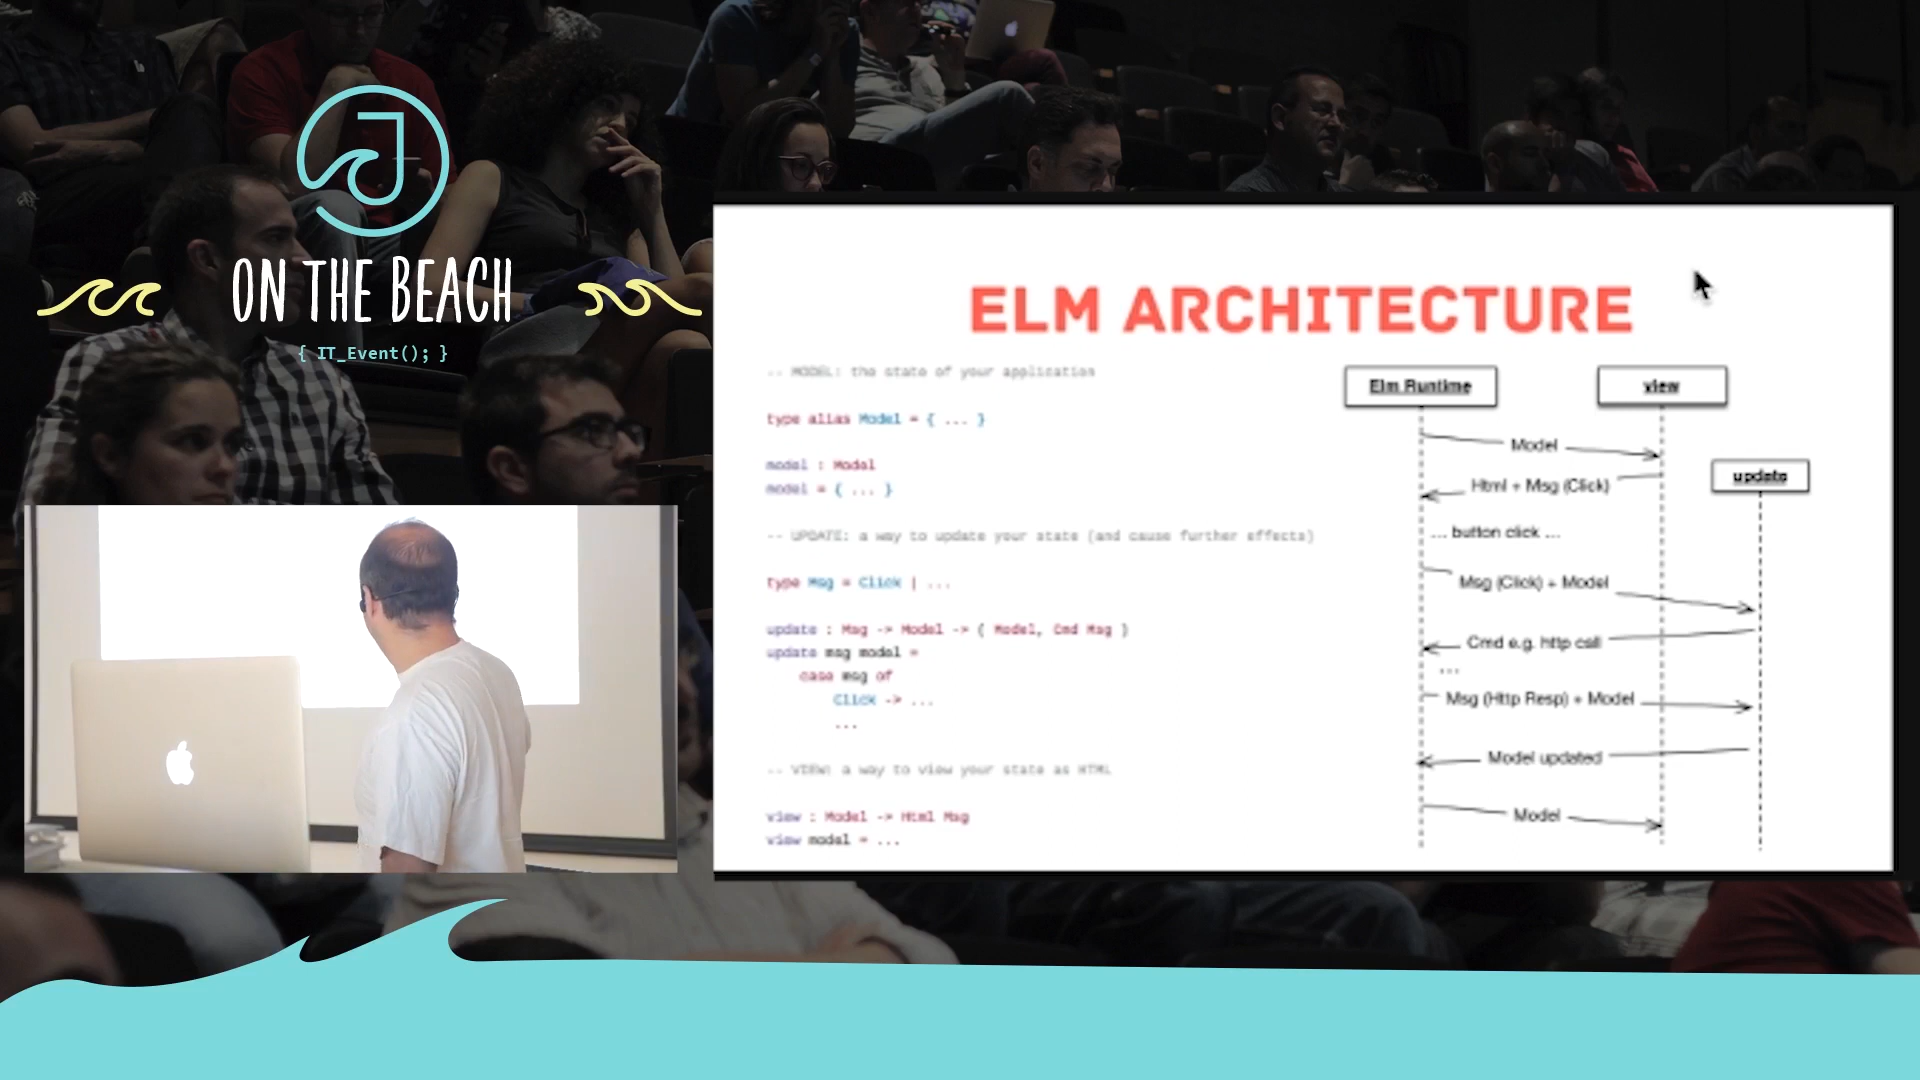 J
ON THE BEACH
{ IT_Event(); }
ELM ARCHITECTURE
-- MODEL: the state of your application
type alias Model = { ... }
model : Model
model = { ... }
-- UPDATE: a way to update your state (and cause further effects)
type Msg = Click | ...
update : Msg -> Model -> ( Model, Cmd Msg )
update msg model =
case msg of
Click -> ...
...
-- VIEW: a way to view your state as HTML
view : Model -> Html Msg
view model = ...
Elm Runtime
view
Model
update
Html + Msg (Click)
... button click ...
Msg (Click) + Model
Cmd e.g. http call
...
Msg (Http Resp) + Model
Model updated
Model